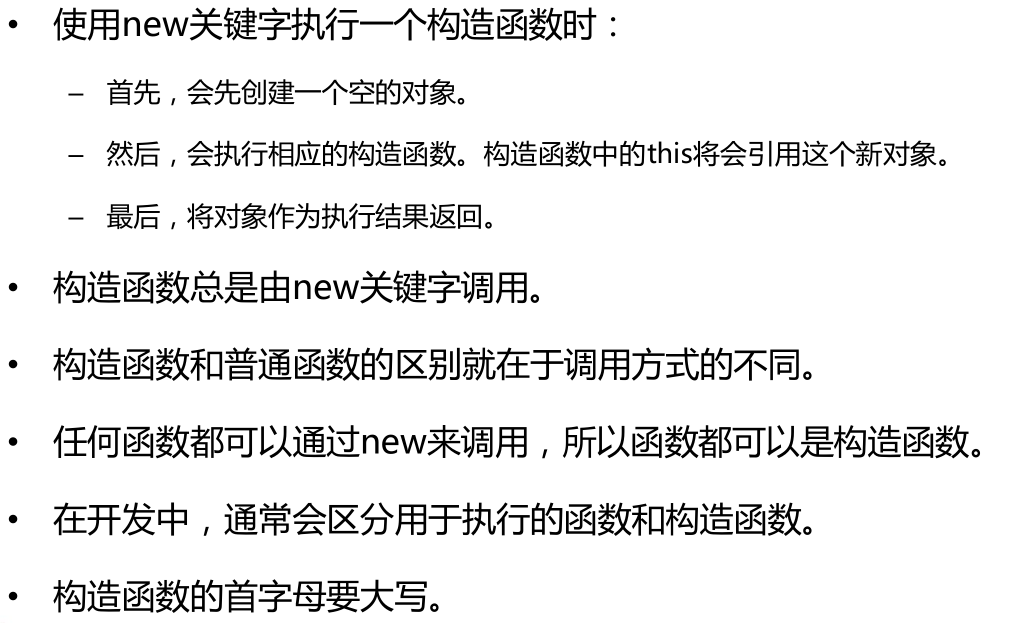 • 使用new关键字执行一个构造函数时：
– 首先，会先创建一个空的对象。
– 然后，会执行相应的构造函数。构造函数中的this将会引用这个新对象。
– 最后，将对象作为执行结果返回。
• 构造函数总是由new关键字调用。
• 构造函数和普通函数的区别就在于调用方式的不同。
• 任何函数都可以通过new来调用，所以函数都可以是构造函数。
• 在开发中，通常会区分用于执行的函数和构造函数。
• 构造函数的首字母要大写。